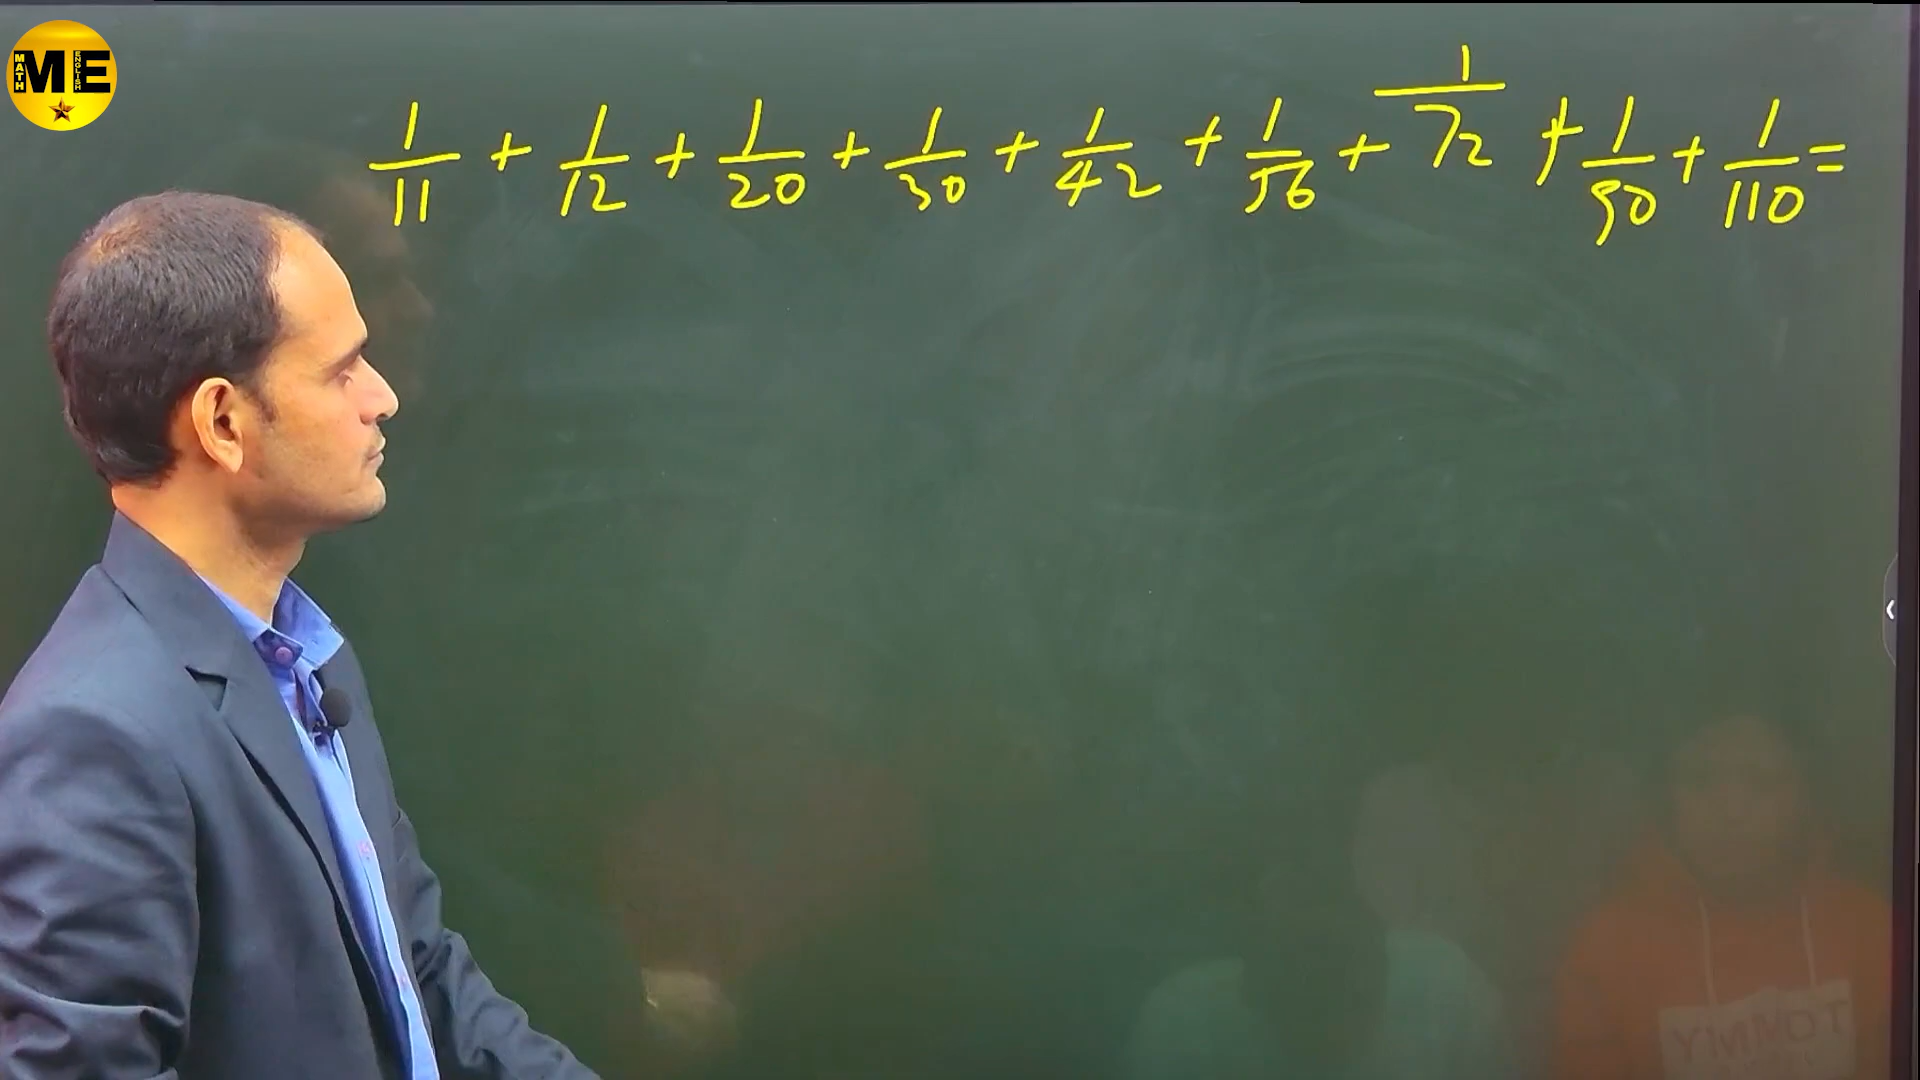 MATH ME ENGLISH
1/11 + 1/12 + 1/20 + 1/30 + 1/42 + 1/56 + 1/72 + 1/90 + 1/110 =
TOMMY